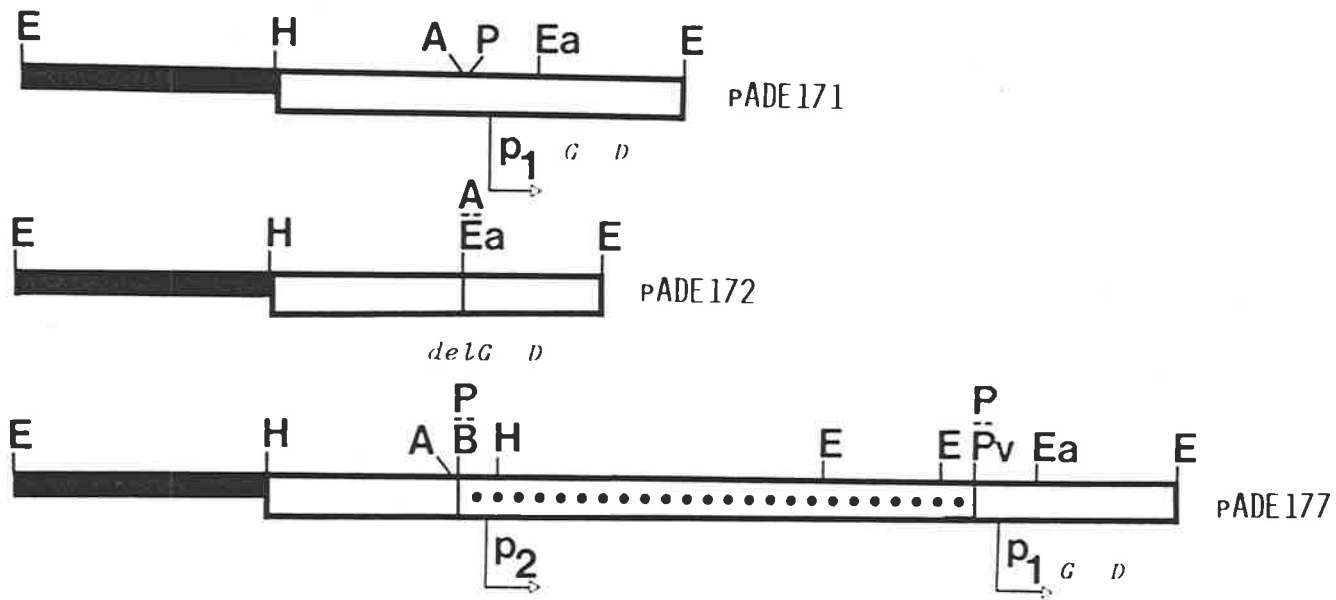 E H A P Ea E
pADE171
p1 G D
A
E H Ea E
pADE172
delG D
P P
E H A B H E E Pv Ea E
pADE177
p2 p1 G D